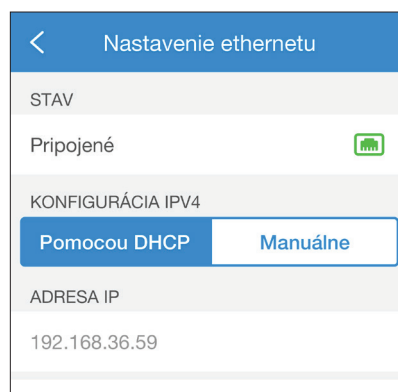 Nastavenie ethernetu
STAV
Pripojené
KONFIGURÁCIA IPV4
Pomocou DHCP Manuálne
ADRESA IP
192.168.36.59